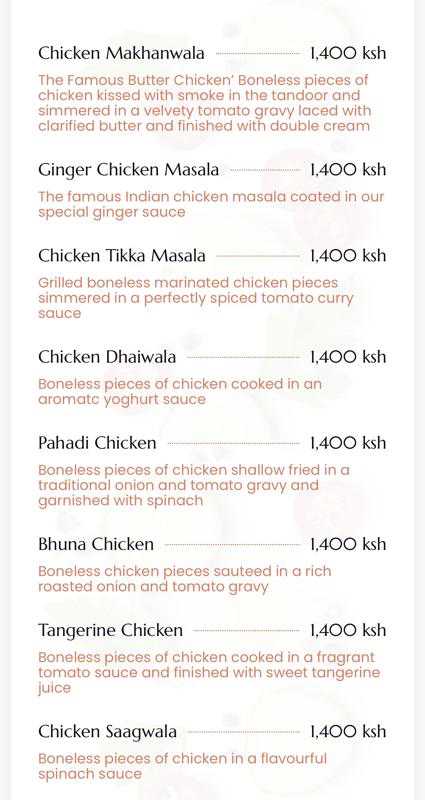 Chicken Makhanwala 1,400 ksh
The Famous Butter Chicken’ Boneless pieces of
chicken kissed with smoke in the tandoor and
simmered in a velvety tomato gravy laced with
clarified butter and finished with double cream
Ginger Chicken Masala 1,400 ksh
The famous Indian chicken masala coated in our
special ginger sauce
Chicken Tikka Masala 1,400 ksh
Grilled boneless marinated chicken pieces
simmered in a perfectly spiced tomato curry
sauce
Chicken Dhaiwala 1,400 ksh
Boneless pieces of chicken cooked in an
aromatc yoghurt sauce
Pahadi Chicken 1,400 ksh
Boneless pieces of chicken shallow fried in a
traditional onion and tomato gravy and
garnished with spinach
Bhuna Chicken 1,400 ksh
Boneless chicken pieces sauteed in a rich
roasted onion and tomato gravy
Tangerine Chicken 1,400 ksh
Boneless pieces of chicken cooked in a fragrant
tomato sauce and finished with sweet tangerine
juice
Chicken Saagwala 1,400 ksh
Boneless pieces of chicken in a flavourful
spinach sauce